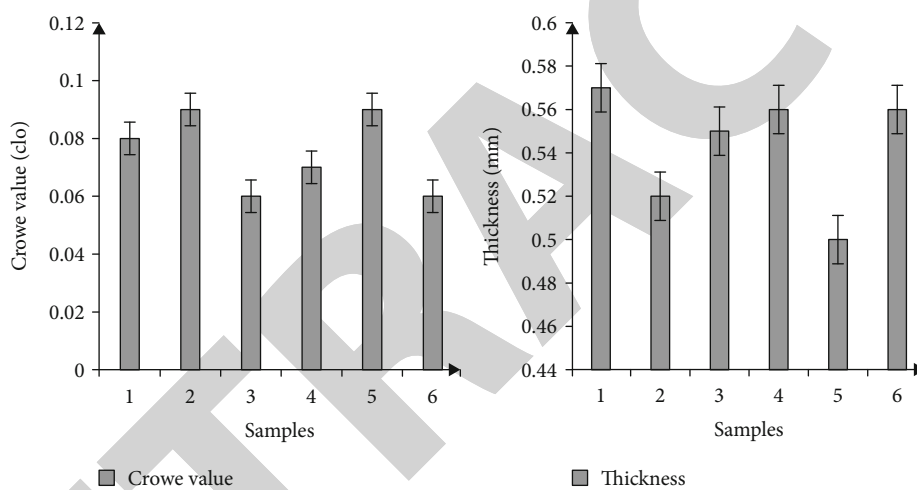 0.12
0.1
0.08
0.06
0.04
0.02
0
Crowe value (clo)
1 2 3 4 5 6
Samples
Crowe value
0.6
0.58
0.56
0.54
0.52
0.5
0.48
0.46
0.44
Thickness (mm)
1 2 3 4 5 6
Samples
Thickness
TRAC